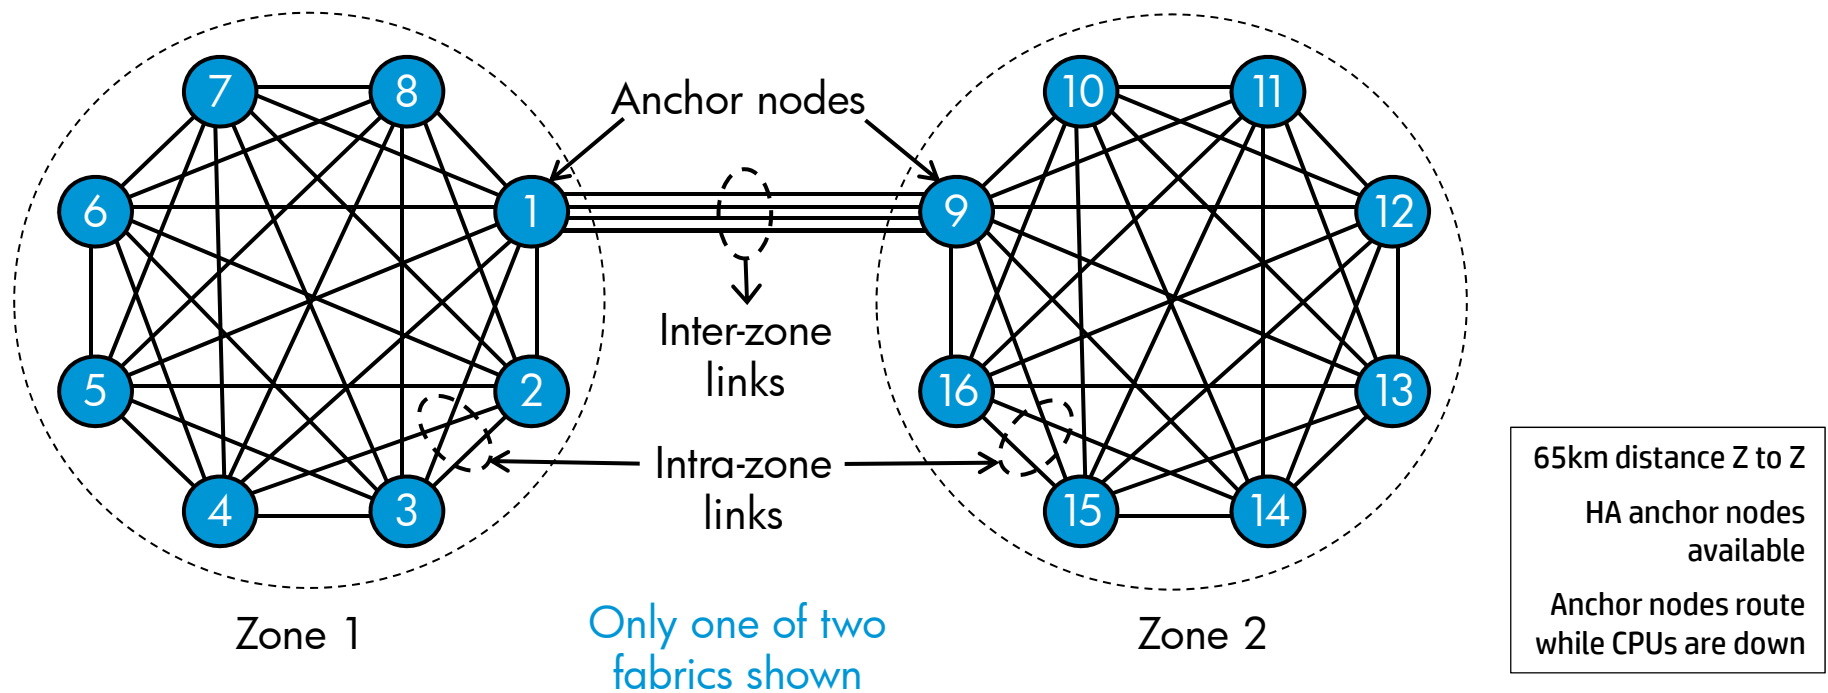 7
8
Anchor nodes
10
11
6
1
9
12
Inter-zone
links
5
2
16
13
Intra-zone
links
4
3
15
14
Zone 1
Only one of two
fabrics shown
Zone 2
65km distance Z to Z
HA anchor nodes
available
Anchor nodes route
while CPUs are down